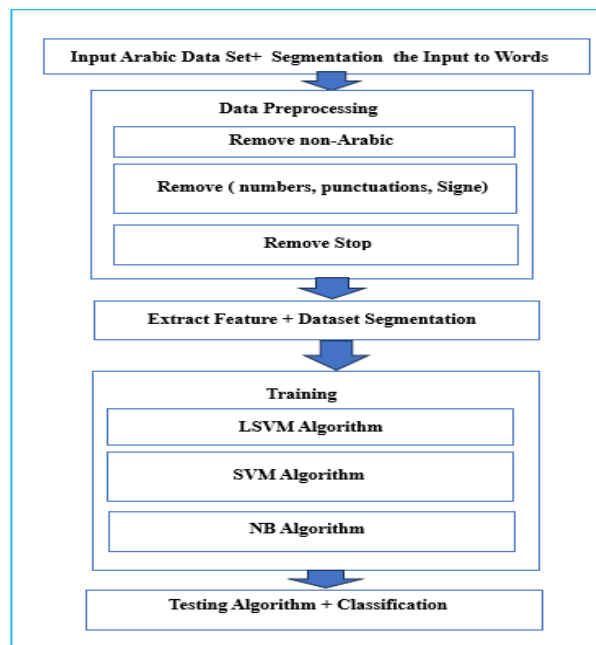 Input Arabic Data Set+ Segmentation the Input to Words
Data Preprocessing
Remove non-Arabic
Remove ( numbers, punctuations, Signe)
Remove Stop
Extract Feature + Dataset Segmentation
Training
LSVM Algorithm
SVM Algorithm
NB Algorithm
Testing Algorithm + Classification